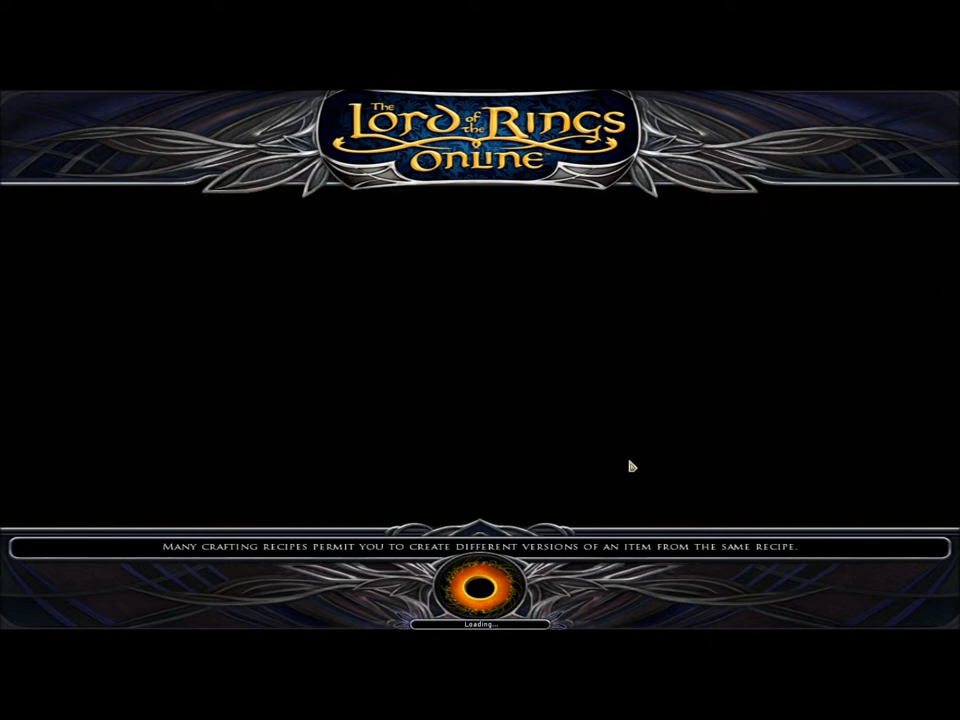 The Lord of the Rings
Online
Many crafting recipes permit you to create different versions of an item from the same recipe.
Loading...